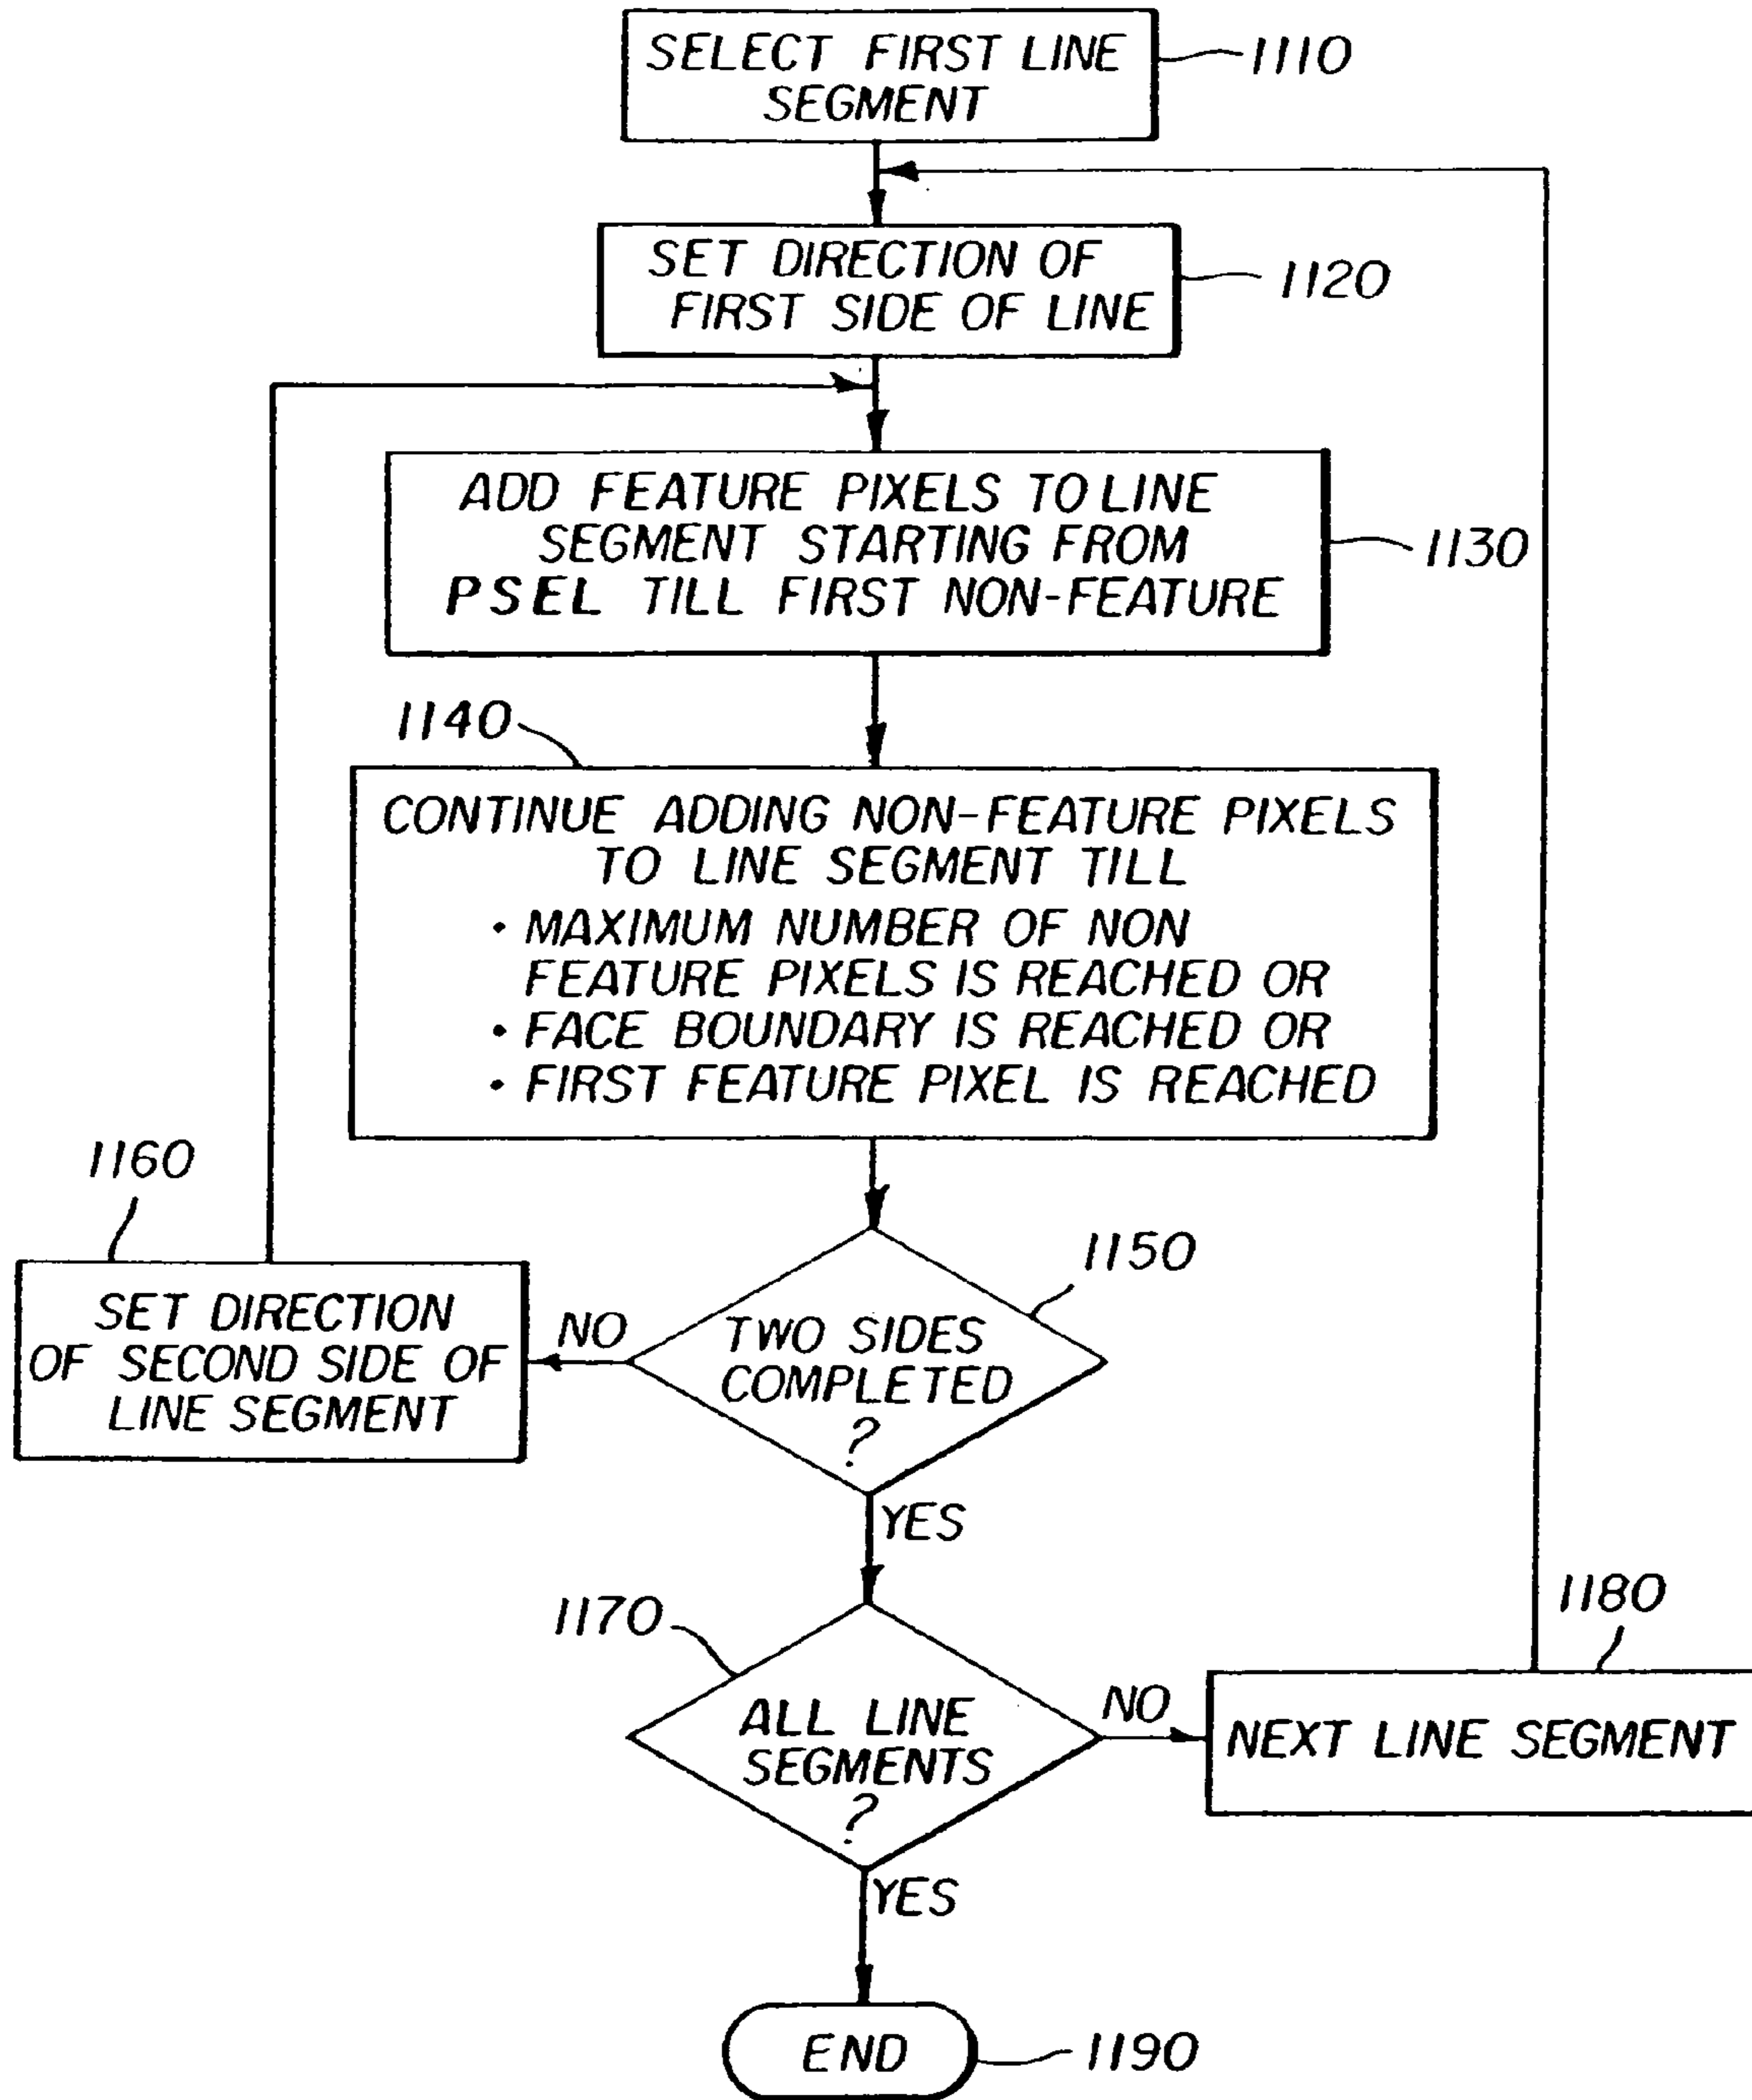 SELECT FIRST LINE
SEGMENT
1110
SET DIRECTION OF
FIRST SIDE OF LINE
1120
ADD FEATURE PIXELS TO LINE
SEGMENT STARTING FROM
PSEL TILL FIRST NON-FEATURE
1130
1140
CONTINUE ADDING NON-FEATURE PIXELS
TO LINE SEGMENT TILL
• MAXIMUM NUMBER OF NON
FEATURE PIXELS IS REACHED OR
• FACE BOUNDARY IS REACHED OR
• FIRST FEATURE PIXEL IS REACHED
1160
SET DIRECTION
OF SECOND SIDE OF
LINE SEGMENT
NO
1150
TWO SIDES
COMPLETED
?
YES
1170
ALL LINE
SEGMENTS
?
NO
1180
NEXT LINE SEGMENT
YES
END
1190